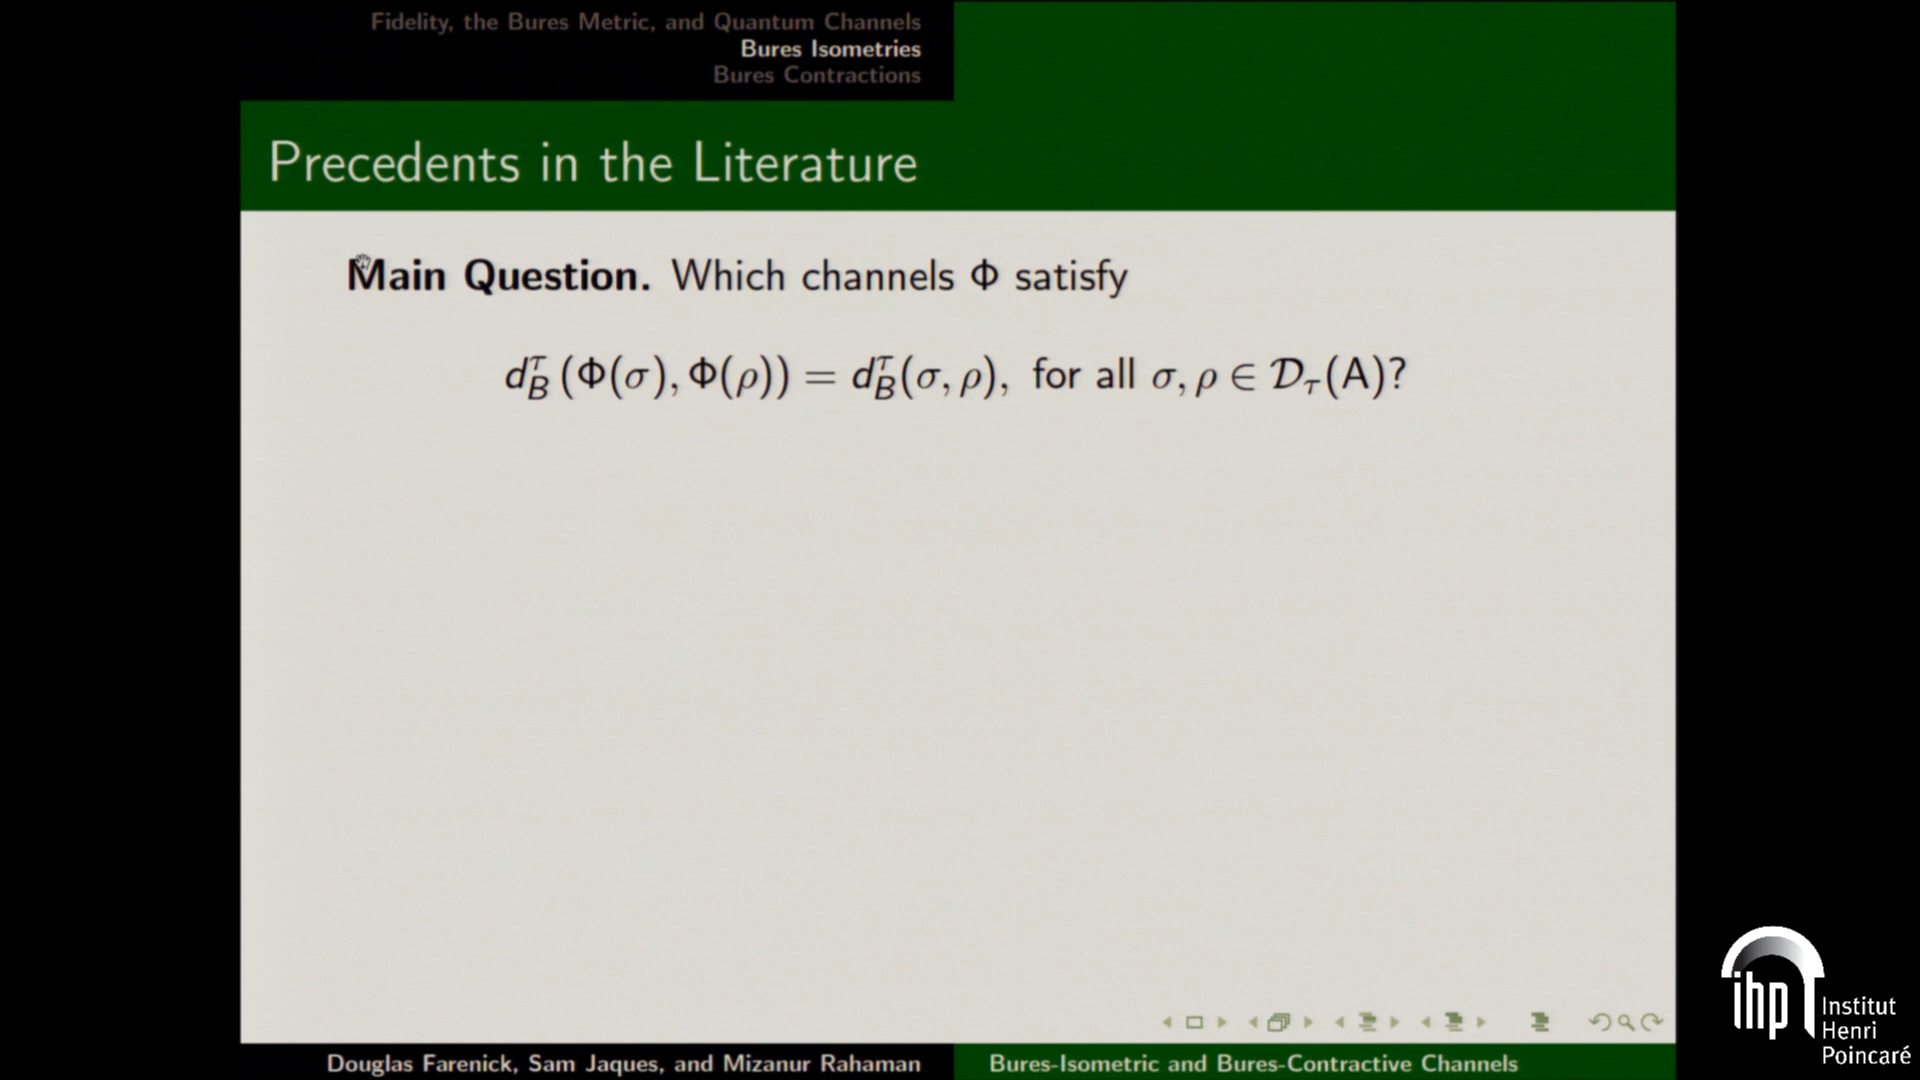 Fidelity, the Bures Metric, and Quantum Channels
Bures Isometries
Bures Contractions
Precedents in the Literature
Main Question. Which channels Φ satisfy
d_B^τ (Φ(σ), Φ(ρ)) = d_B^τ(σ, ρ), for all σ, ρ ∈ 𝒟_τ(A)?
Douglas Farenick, Sam Jaques, and Mizanur Rahaman
Bures-Isometric and Bures-Contractive Channels
ihp
Institut
Henri
Poincaré